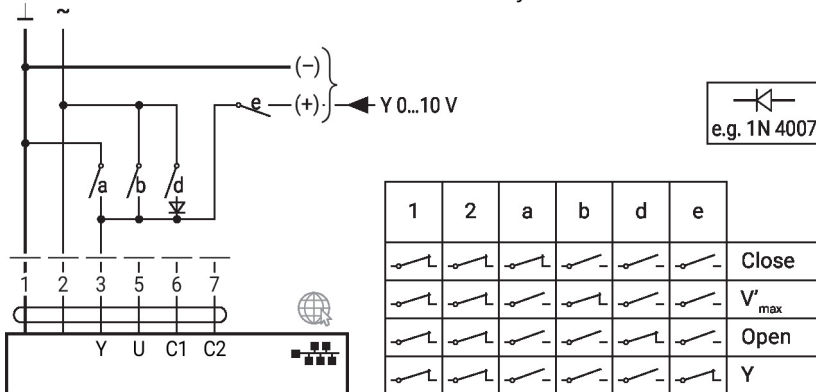 ⊥ ~
(−)
e (+) Y 0...10 V
a b d
e.g. 1N 4007
1 2 a b d e
Close
V'max
Open
Y
1 2 3 5 6 7
Y U C1 C2